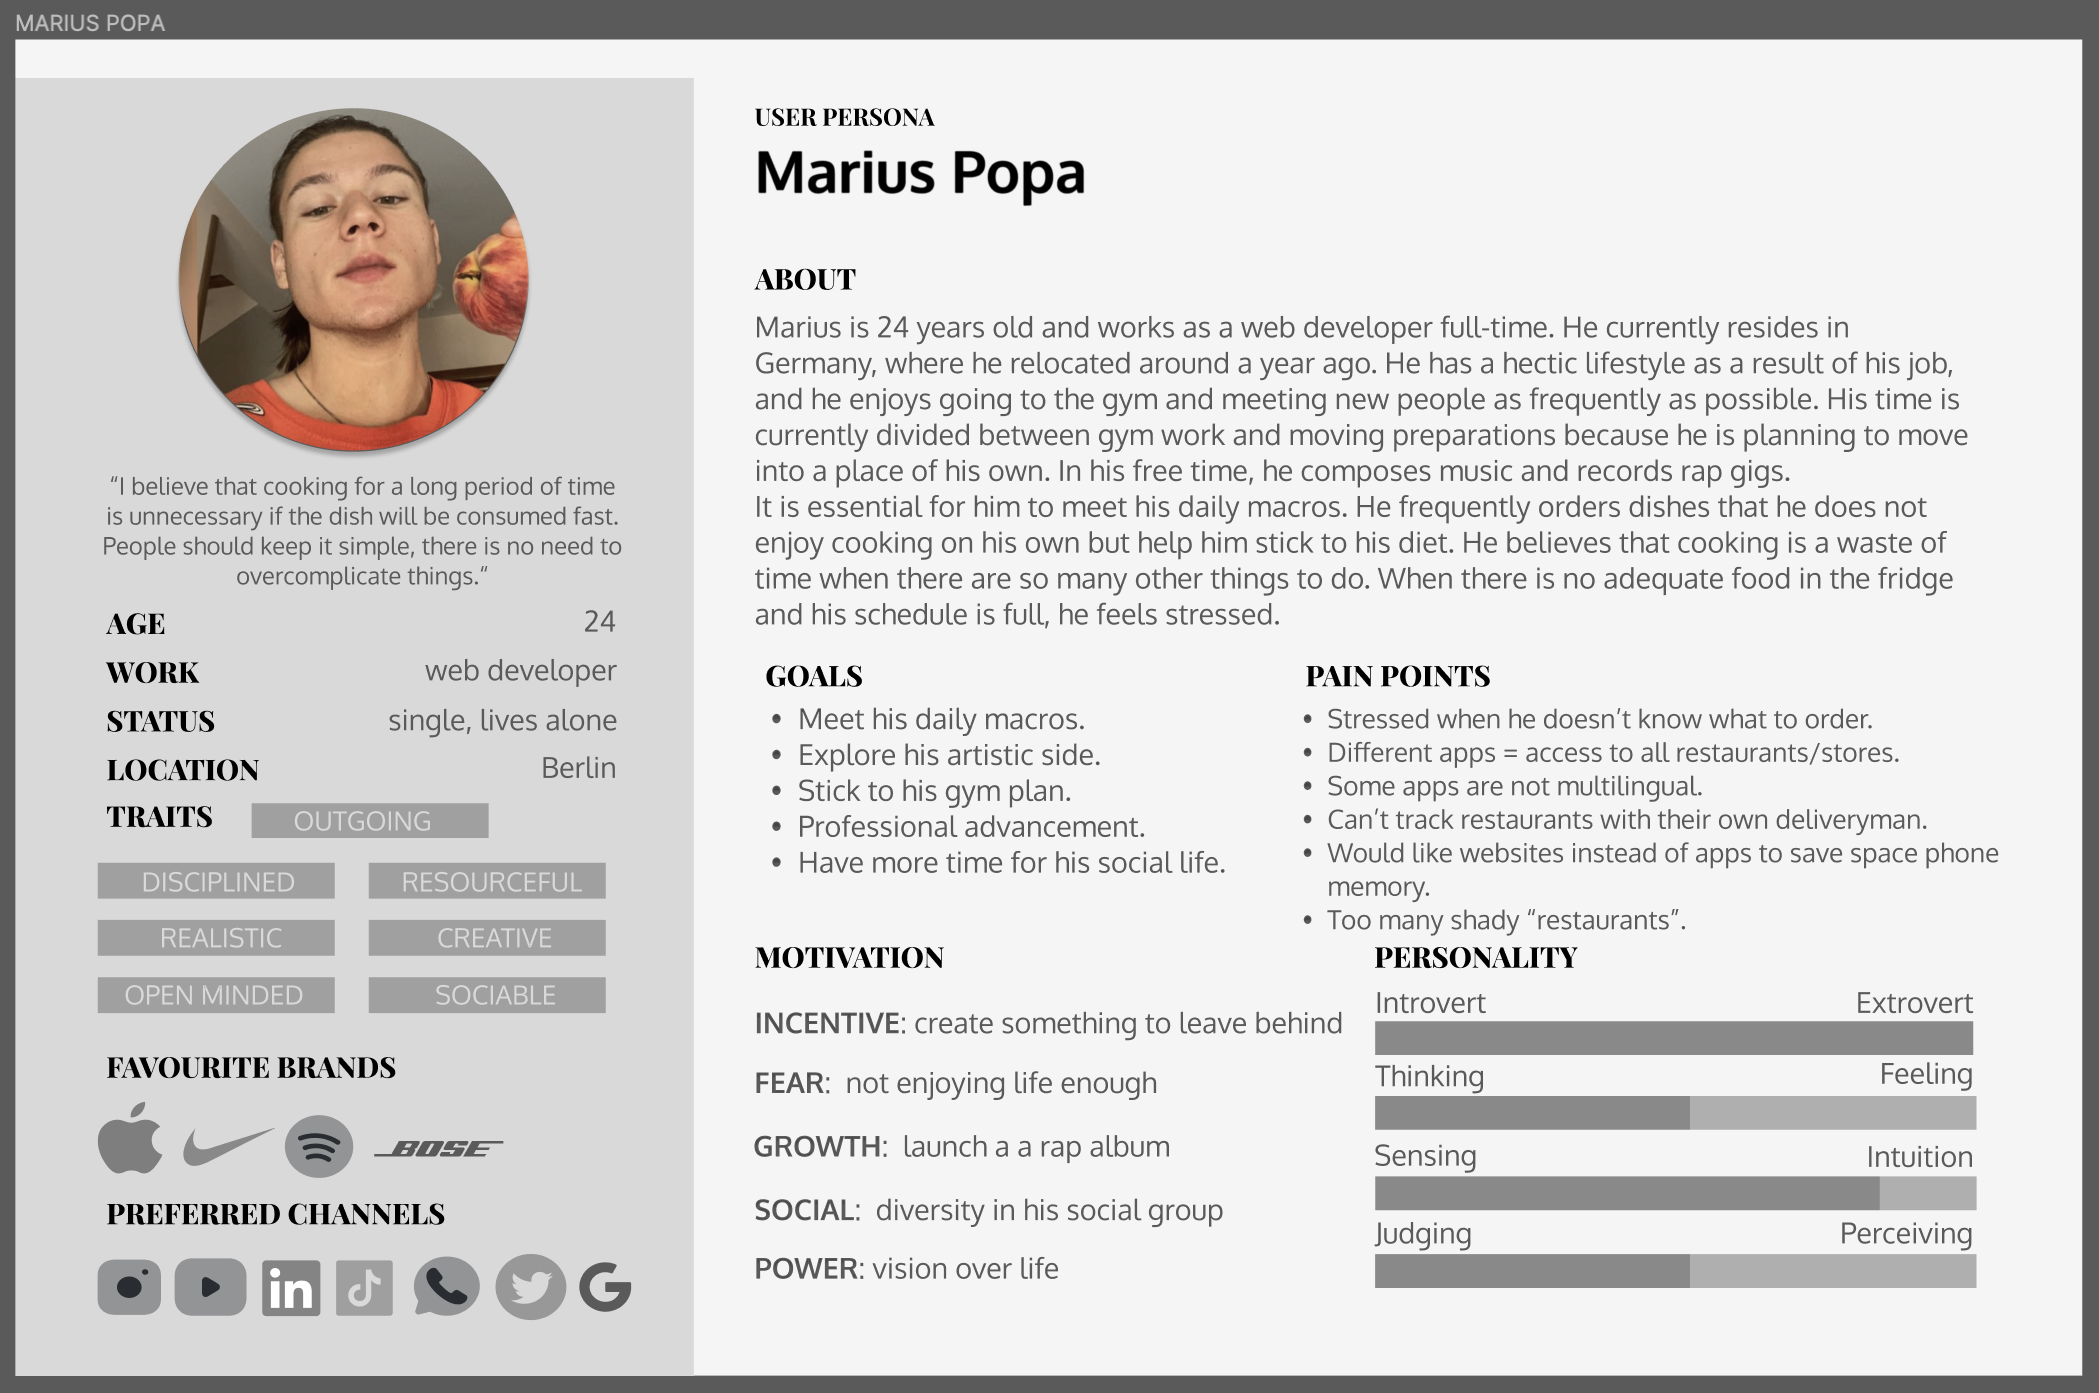 MARIUS POPA
“I believe that cooking for a long period of time
is unnecessary if the dish will be consumed fast.
People should keep it simple, there is no need to
overcomplicate things.“
AGE 24
WORK web developer
STATUS single, lives alone
LOCATION Berlin
TRAITS OUTGOING
DISCIPLINED RESOURCEFUL
REALISTIC CREATIVE
OPEN MINDED SOCIABLE
FAVOURITE BRANDS
BOSE
PREFERRED CHANNELS
in
G
USER PERSONA
Marius Popa
ABOUT
Marius is 24 years old and works as a web developer full-time. He currently resides in
Germany, where he relocated around a year ago. He has a hectic lifestyle as a result of his job,
and he enjoys going to the gym and meeting new people as frequently as possible. His time is
currently divided between gym work and moving preparations because he is planning to move
into a place of his own. In his free time, he composes music and records rap gigs.
It is essential for him to meet his daily macros. He frequently orders dishes that he does not
enjoy cooking on his own but help him stick to his diet. He believes that cooking is a waste of
time when there are so many other things to do. When there is no adequate food in the fridge
and his schedule is full, he feels stressed.
GOALS
• Meet his daily macros.
• Explore his artistic side.
• Stick to his gym plan.
• Professional advancement.
• Have more time for his social life.
PAIN POINTS
• Stressed when he doesn’t know what to order.
• Different apps = access to all restaurants/stores.
• Some apps are not multilingual.
• Can’t track restaurants with their own deliveryman.
• Would like websites instead of apps to save space phone
memory.
• Too many shady “restaurants”.
MOTIVATION
INCENTIVE: create something to leave behind
FEAR: not enjoying life enough
GROWTH: launch a a rap album
SOCIAL: diversity in his social group
POWER: vision over life
PERSONALITY
Introvert Extrovert
Thinking Feeling
Sensing Intuition
Judging Perceiving